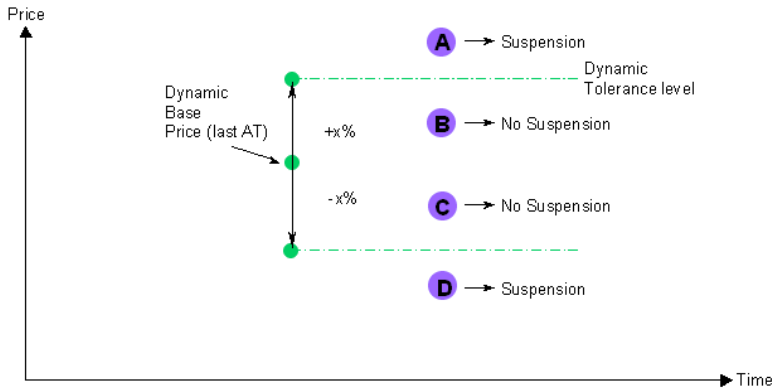 Price
A
Suspension
Dynamic
Tolerance level
Dynamic
Base
Price (last AT)
+x%
B
No Suspension
-x%
C
No Suspension
D
Suspension
Time